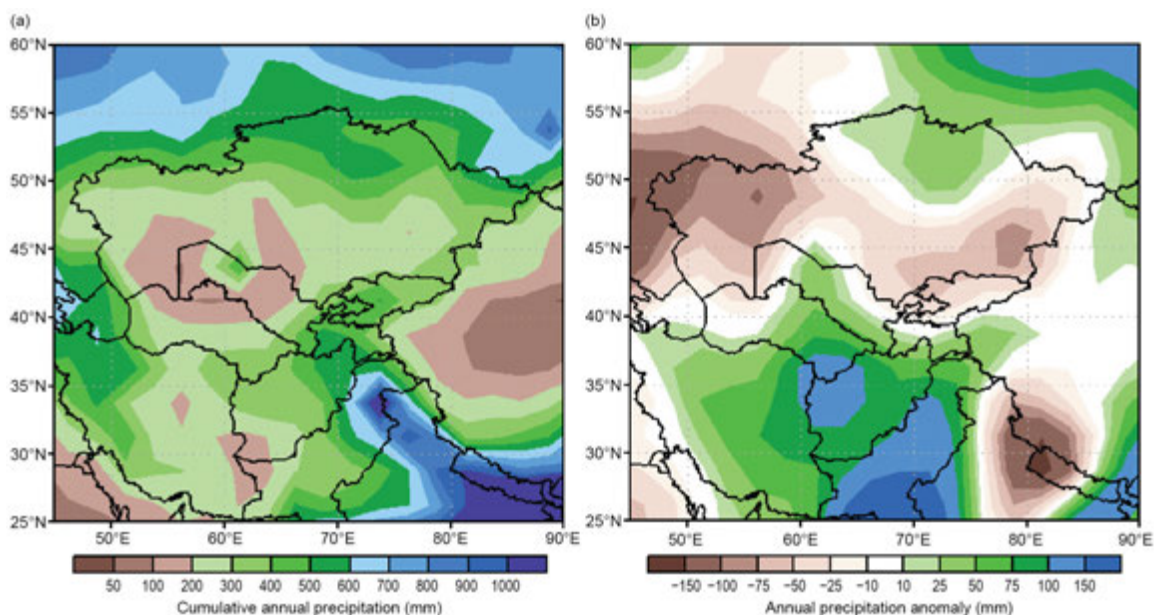 (a)
60°N
55°N
50°N
45°N
40°N
35°N
30°N
25°N
50°E 60°E 70°E 80°E 90°E
50 100 200 300 400 500 600 700 800 900 1000
Cumulative annual precipitation (mm)
(b)
60°N
55°N
50°N
45°N
40°N
35°N
30°N
25°N
50°E 60°E 70°E 80°E 90°E
−150 −100 −75 −50 −25 −10 10 25 50 75 100 150
Annual precipitation anomaly (mm)